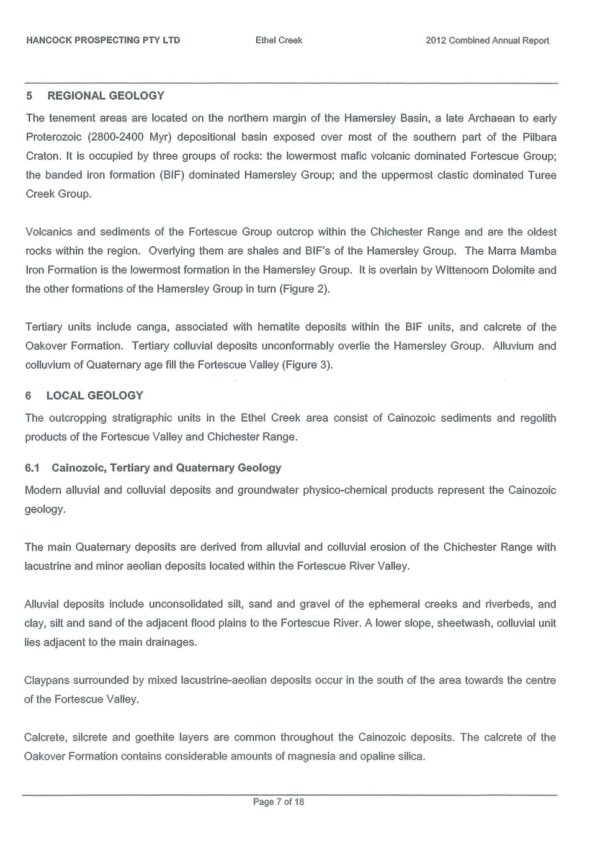 HANCOCK PROSPECTING PTY LTD Ethel Creek 2012 Combined Annual Report
5 REGIONAL GEOLOGY
The tenement areas are located on the northern margin of the Hamersley Basin, a late Archaean to early
Proterozoic (2800-2400 Myr) depositional basin exposed over most of the southern part of the Pilbara
Craton. It is occupied by three groups of rocks: the lowermost mafic volcanic dominated Fortescue Group;
the banded iron formation (BIF) dominated Hamersley Group; and the uppermost clastic dominated Turee
Creek Group.
Volcanics and sediments of the Fortescue Group outcrop within the Chichester Range and are the oldest
rocks within the region. Overlying them are shales and BIF's of the Hamersley Group. The Marra Mamba
Iron Formation is the lowermost formation in the Hamersley Group. It is overlain by Wittenoom Dolomite and
the other formations of the Hamersley Group in turn (Figure 2).
Tertiary units include canga, associated with hematite deposits within the BIF units, and calcrete of the
Oakover Formation. Tertiary colluvial deposits unconformably overlie the Hamersley Group. Alluvium and
colluvium of Quaternary age fill the Fortescue Valley (Figure 3).
6 LOCAL GEOLOGY
The outcropping stratigraphic units in the Ethel Creek area consist of Cainozoic sediments and regolith
products of the Fortescue Valley and Chichester Range.
6.1 Cainozoic, Tertiary and Quaternary Geology
Modern alluvial and colluvial deposits and groundwater physico-chemical products represent the Cainozoic
geology.
The main Quaternary deposits are derived from alluvial and colluvial erosion of the Chichester Range with
lacustrine and minor aeolian deposits located within the Fortescue River Valley.
Alluvial deposits include unconsolidated silt, sand and gravel of the ephemeral creeks and riverbeds, and
clay, silt and sand of the adjacent flood plains to the Fortescue River. A lower slope, sheetwash, colluvial unit
lies adjacent to the main drainages.
Claypans surrounded by mixed lacustrine-aeolian deposits occur in the south of the area towards the centre
of the Fortescue Valley.
Calcrete, silcrete and goethite layers are common throughout the Cainozoic deposits. The calcrete of the
Oakover Formation contains considerable amounts of magnesia and opaline silica.
Page 7 of 18